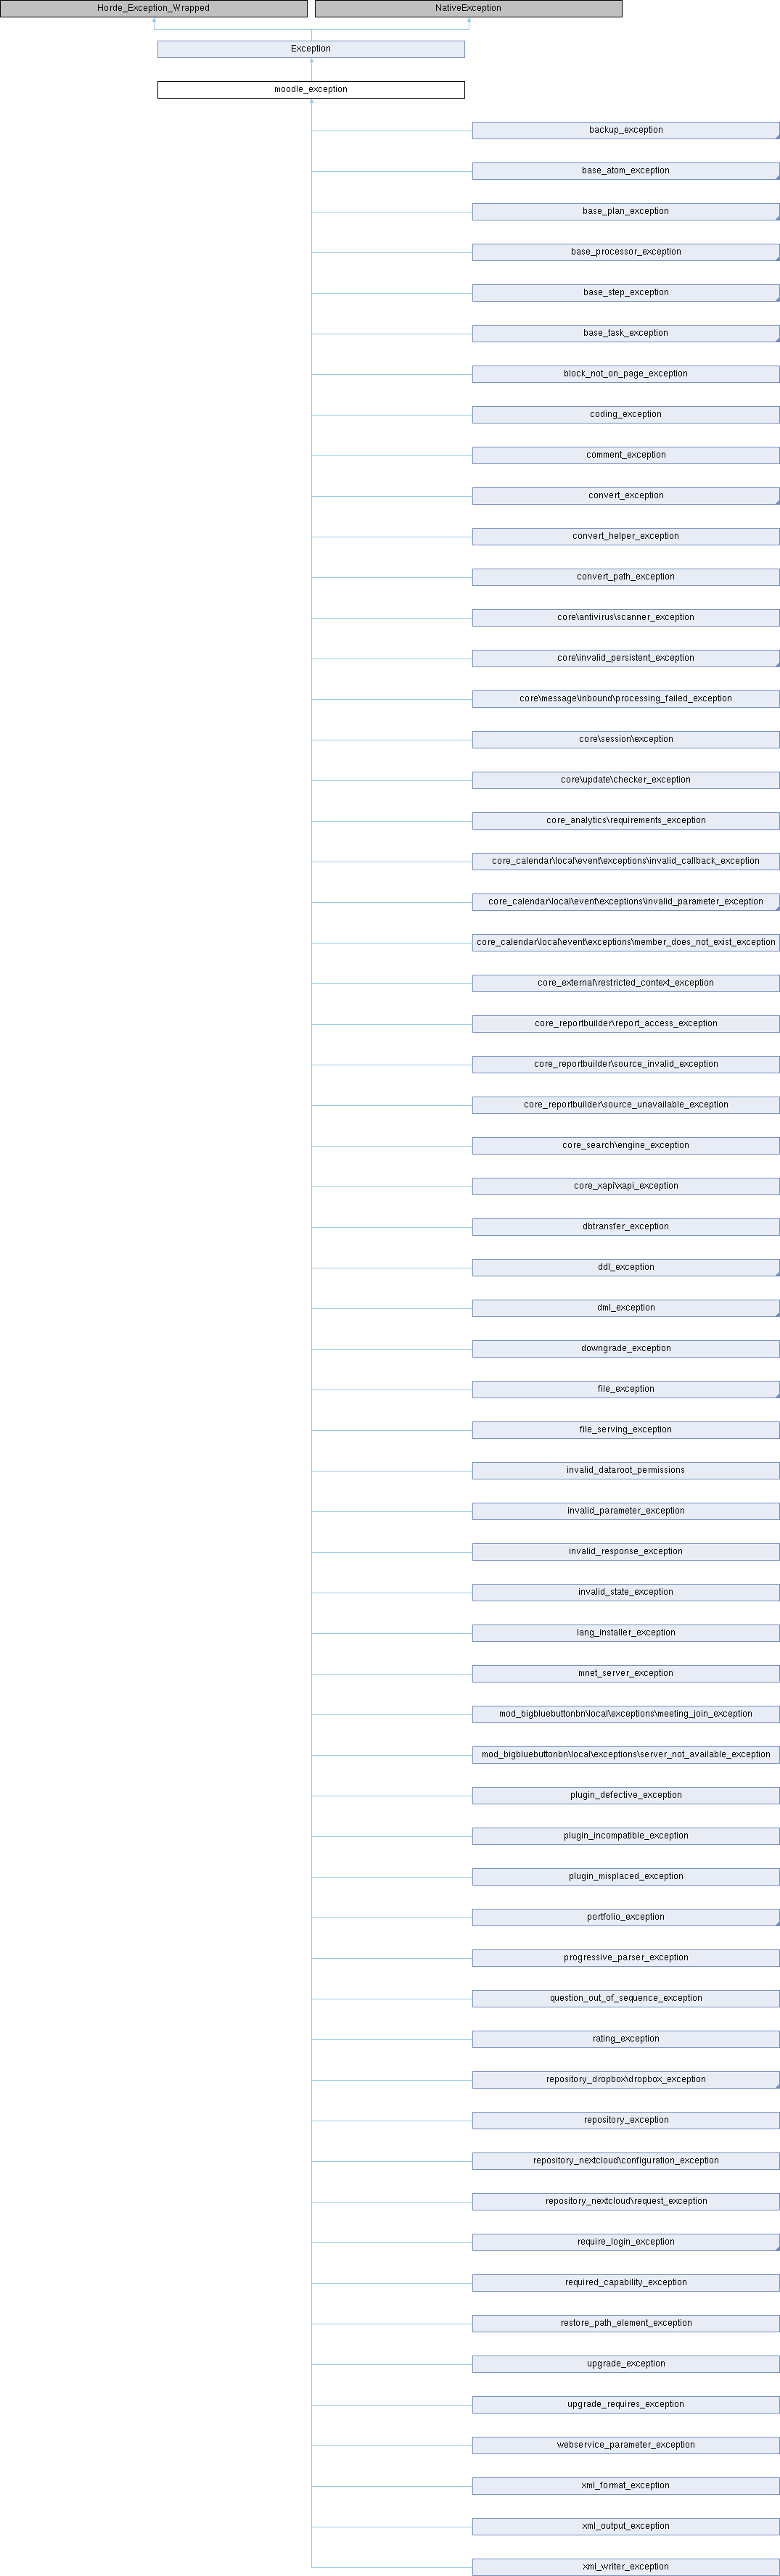 Horde_Exception_Wrapped
NativeException
Exception
moodle_exception
backup_exception
base_atom_exception
base_plan_exception
base_processor_exception
base_step_exception
base_task_exception
block_not_on_page_exception
coding_exception
comment_exception
convert_exception
convert_helper_exception
convert_path_exception
core\antivirus\scanner_exception
core\invalid_persistent_exception
core\message\inbound\processing_failed_exception
core\session\exception
core\update\checker_exception
core_analytics\requirements_exception
core_calendar\local\event\exceptions\invalid_callback_exception
core_calendar\local\event\exceptions\invalid_parameter_exception
core_calendar\local\event\exceptions\member_does_not_exist_exception
core_external\restricted_context_exception
core_reportbuilder\report_access_exception
core_reportbuilder\source_invalid_exception
core_reportbuilder\source_unavailable_exception
core_search\engine_exception
core_xapi\xapi_exception
dbtransfer_exception
ddl_exception
dml_exception
downgrade_exception
file_exception
file_serving_exception
invalid_dataroot_permissions
invalid_parameter_exception
invalid_response_exception
invalid_state_exception
lang_installer_exception
mnet_server_exception
mod_bigbluebuttonbn\local\exceptions\meeting_join_exception
mod_bigbluebuttonbn\local\exceptions\server_not_available_exception
plugin_defective_exception
plugin_incompatible_exception
plugin_misplaced_exception
portfolio_exception
progressive_parser_exception
question_out_of_sequence_exception
rating_exception
repository_dropbox\dropbox_exception
repository_exception
repository_nextcloud\configuration_exception
repository_nextcloud\request_exception
require_login_exception
required_capability_exception
restore_path_element_exception
upgrade_exception
upgrade_requires_exception
webservice_parameter_exception
xml_format_exception
xml_output_exception
xml_writer_exception